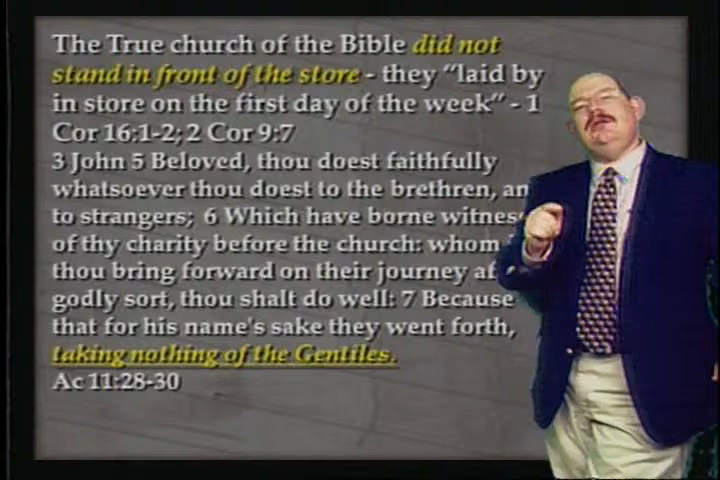 The True church of the Bible did not
stand in front of the store - they “laid by
in store on the first day of the week” - 1
Cor 16:1-2; 2 Cor 9:7
3 John 5 Beloved, thou doest faithfully
whatsoever thou doest to the brethren, an
to strangers; 6 Which have borne witnes
of thy charity before the church: whom
thou bring forward on their journey af
godly sort, thou shalt do well: 7 Because
that for his name's sake they went forth,
taking nothing of the Gentiles.
Ac 11:28-30